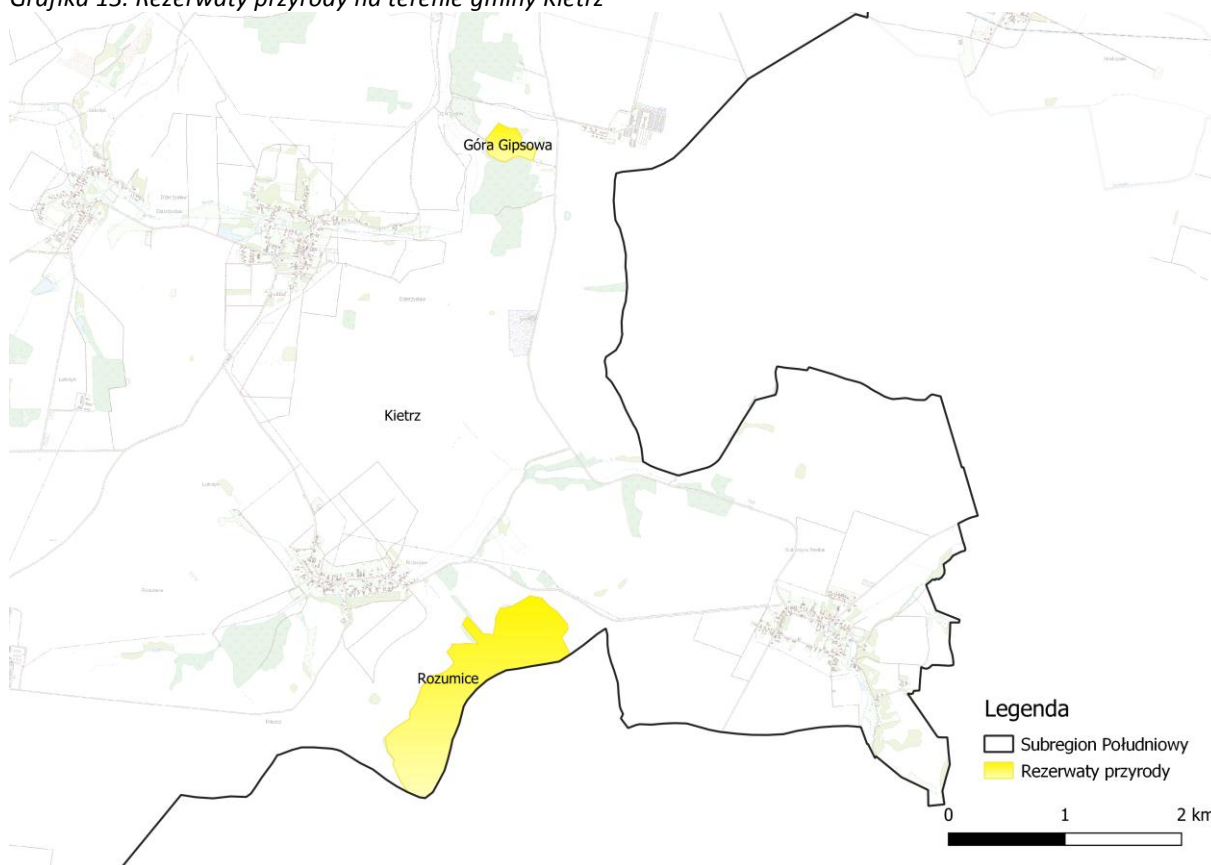 Grafika 13. Rezerwaty przyrody na terenie gminy Kietrz
Góra Gipsowa
Kietrz
Rozumice
Legenda
Subregion Południowy
Rezerwaty przyrody
0 1 2 km